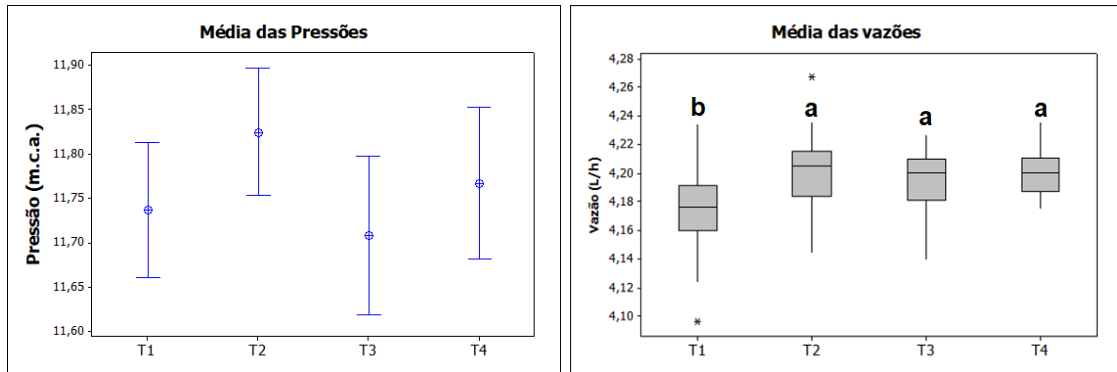 Média das Pressões
Pressão (m.c.a.)
11,90
11,85
11,80
11,75
11,70
11,65
11,60
T1 T2 T3 T4
Média das vazões
Vazão (L/h)
4,28
4,26
4,24
4,22
4,20
4,18
4,16
4,14
4,12
4,10
b a a a
T1 T2 T3 T4